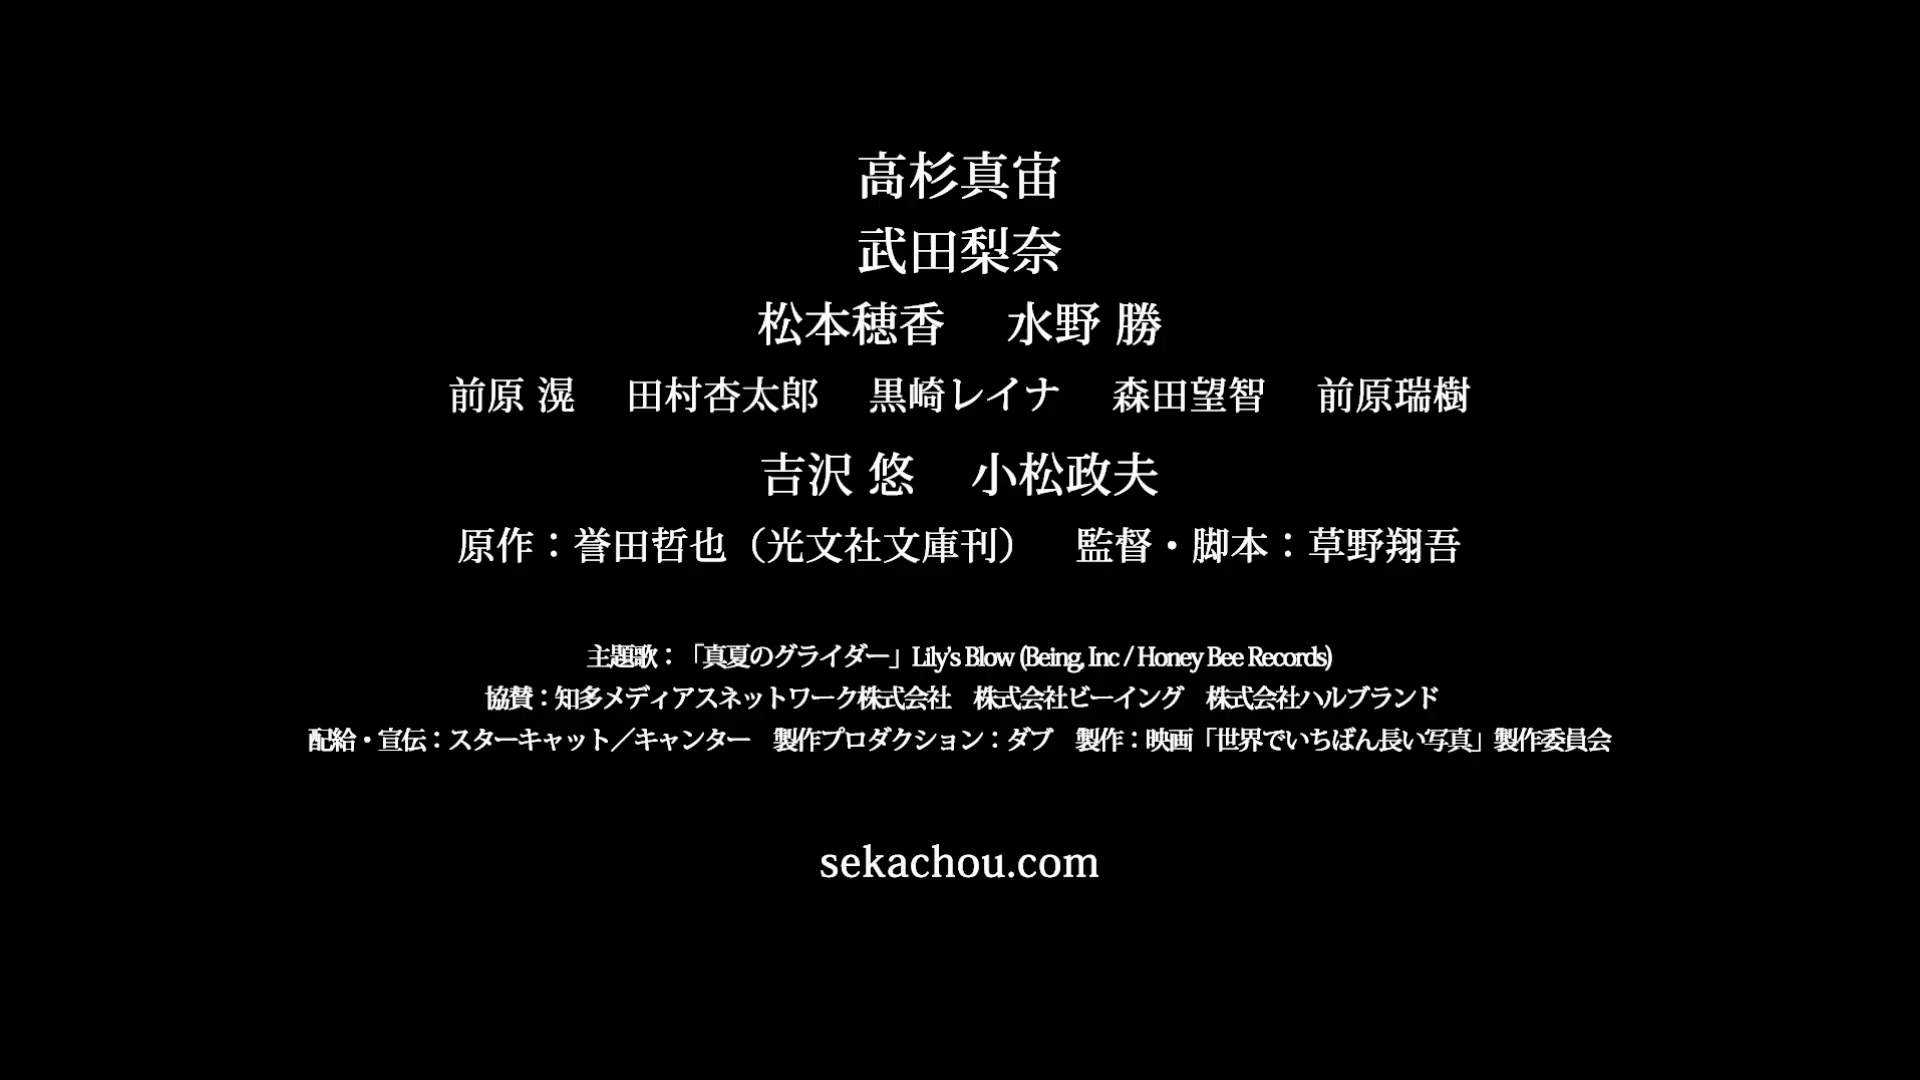 高杉真宙
武田梨奈
松本穂香　水野 勝
前原 滉　田村杏太郎　黒崎レイナ　森田望智　前原瑞樹
吉沢 悠　小松政夫
原作：誉田哲也（光文社文庫刊）　監督・脚本：草野翔吾
主題歌：「真夏のグライダー」Lily's Blow (Being, Inc / Honey Bee Records)
協賛：知多メディアスネットワーク株式会社　株式会社ビーイング　株式会社ハルブランド
配給・宣伝：スターキャット／キャンター　製作プロダクション：ダブ　製作：映画「世界でいちばん長い写真」製作委員会
sekachou.com